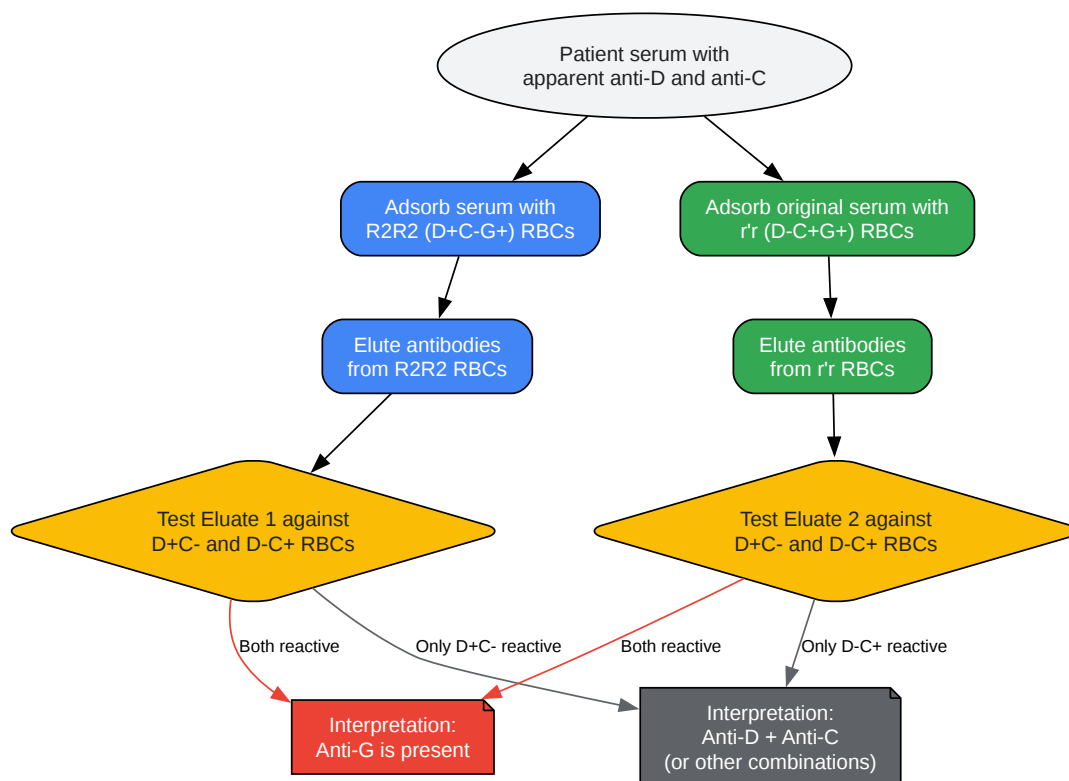 Patient serum with
apparent anti-D and anti-C
Adsorb serum with
R2R2 (D+C-G+) RBCs
Adsorb original serum with
r'r (D-C+G+) RBCs
Elute antibodies
from R2R2 RBCs
Elute antibodies
from r'r RBCs
Test Eluate 1 against
D+C- and D-C+ RBCs
Test Eluate 2 against
D+C- and D-C+ RBCs
Both reactive
Only D+C- reactive
Both reactive
Only D-C+ reactive
Interpretation:
Anti-G is present
Interpretation:
Anti-D + Anti-C
(or other combinations)